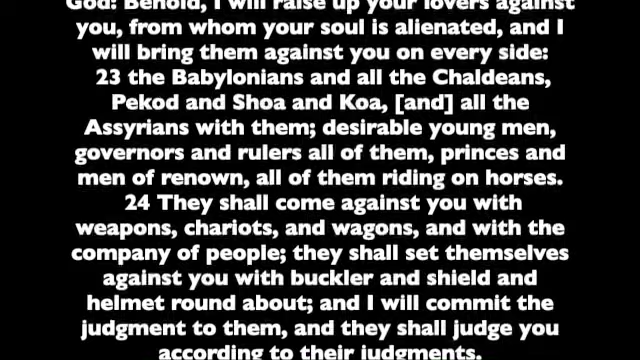 God: Behold, I will raise up your lovers against
you, from whom your soul is alienated, and I
will bring them against you on every side:
23 the Babylonians and all the Chaldeans,
Pekod and Shoa and Koa, [and] all the
Assyrians with them; desirable young men,
governors and rulers all of them, princes and
men of renown, all of them riding on horses.
24 They shall come against you with
weapons, chariots, and wagons, and with the
company of people; they shall set themselves
against you with buckler and shield and
helmet round about; and I will commit the
judgment to them, and they shall judge you
according to their judgments.